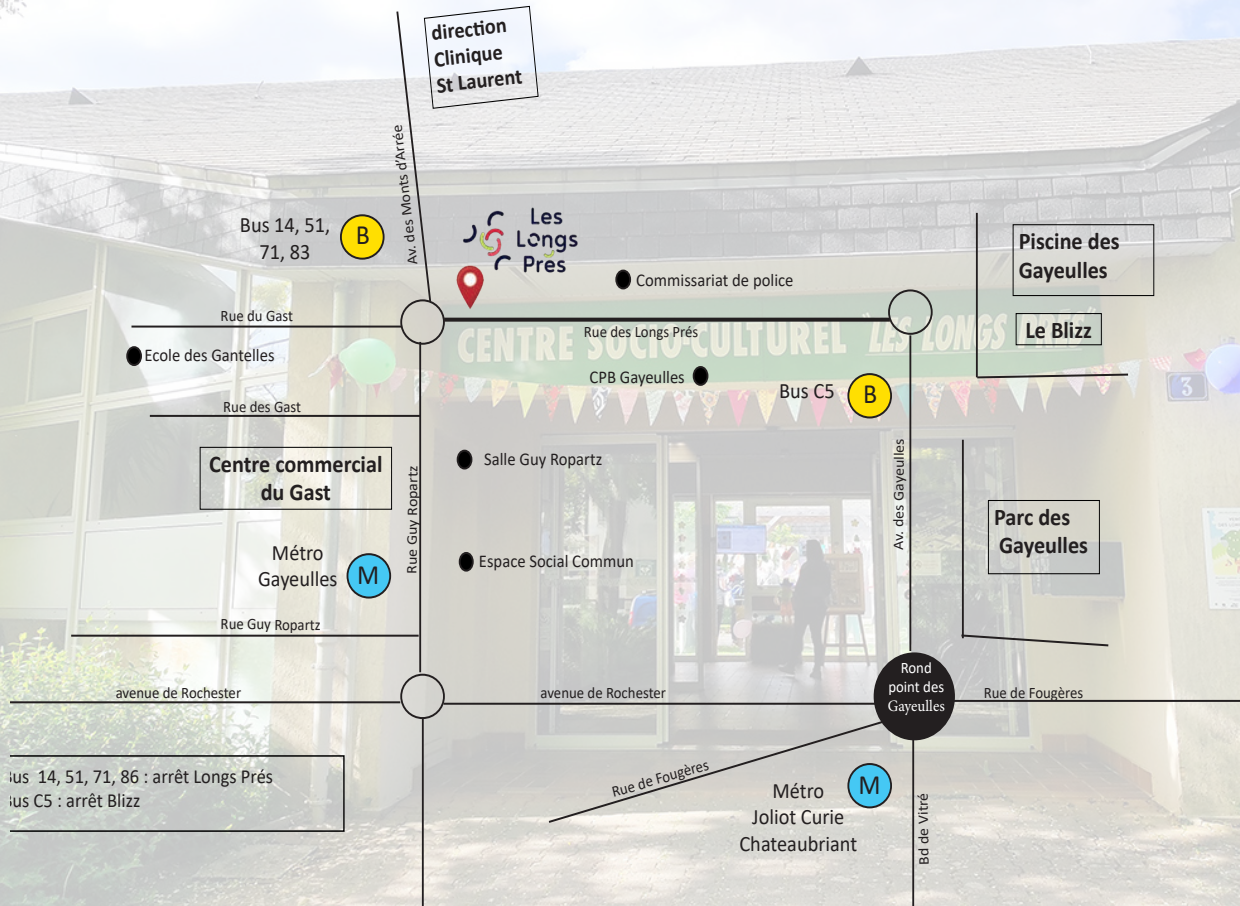 direction
Clinique
St Laurent
Av. des Monts d'Arrée
Bus 14, 51,
71, 83
B
Les
Longs
Prés
Commissariat de police
Piscine des
Gayeulles
Le Blizz
Rue du Gast
Rue des Longs Prés
CENTRE SOCIO-CULTUREL "LES LONGS PRES"
Ecole des Gantelles
CPB Gayeulles
Bus C5
B
3
Rue des Gast
Centre commercial
du Gast
Rue Guy Ropartz
Salle Guy Ropartz
Av. des Gayeulles
Parc des
Gayeulles
Métro
Gayeulles
M
Espace Social Commun
Rue Guy Ropartz
avenue de Rochester
avenue de Rochester
Rond
point des
Gayeulles
Rue de Fougères
Rue de Fougères
14, 51, 71, 86 : arrêt Longs Prés
C5 : arrêt Blizz
Métro
Joliot Curie
Chateaubriant
M
Bd de Vitré